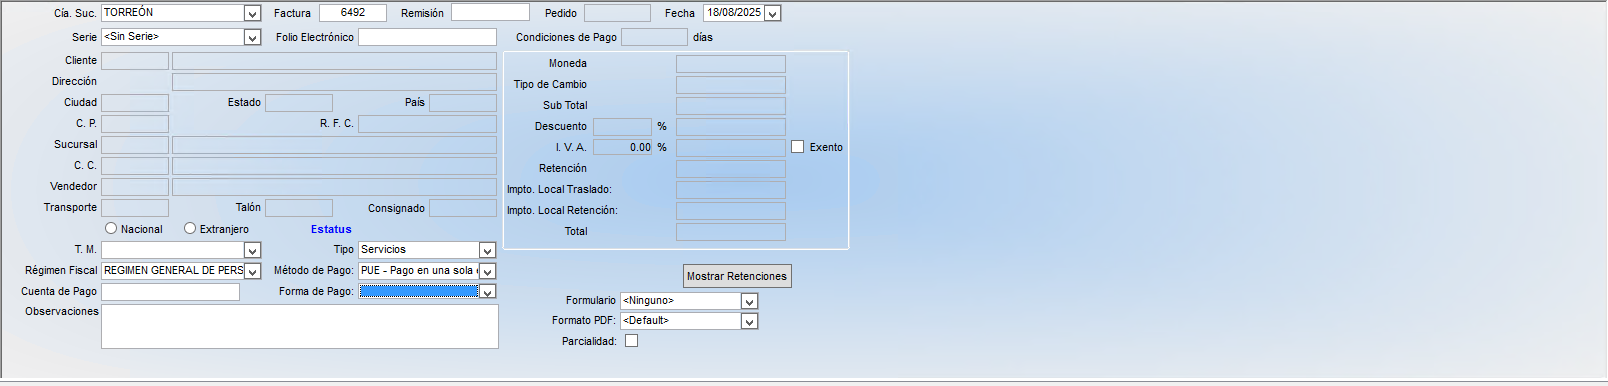 Cía. Suc. TORREÓN Factura 6492 Remisión Pedido Fecha 18/08/2025
Serie <Sin Serie> Folio Electrónico Condiciones de Pago días
Cliente Moneda
Dirección Tipo de Cambio
Ciudad Estado País Sub Total
C. P. R. F. C. Descuento %
Sucursal I. V. A. 0.00 % Exento
C. C. Retención
Vendedor Impto. Local Traslado:
Transporte Talón Consignado Impto. Local Retención:
Nacional Extranjero Estatus Total
T. M. Tipo Servicios
Régimen Fiscal REGIMEN GENERAL DE PERS Método de Pago: PUE - Pago en una sola Mostrar Retenciones
Cuenta de Pago Forma de Pago:
Formulario <Ninguno>
Observaciones
Formato PDF: <Default>
Parcialidad: